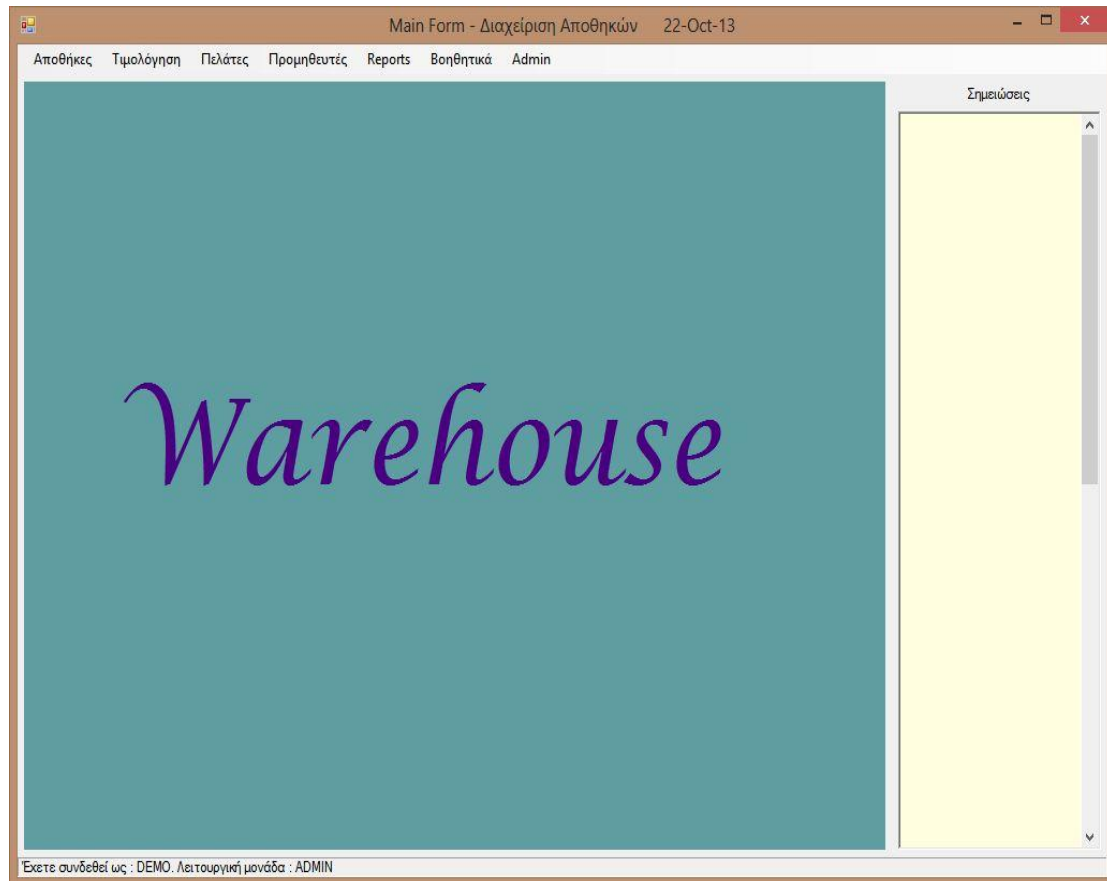 Main Form - Διαχείριση Αποθηκών 22-Oct-13
Αποθήκες Τιμολόγηση Πελάτες Προμηθευτές Reports Βοηθητικά Admin
Σημειώσεις
Warehouse
Έχετε συνδεθεί ως : DEMO. Λειτουργική μονάδα : ADMIN